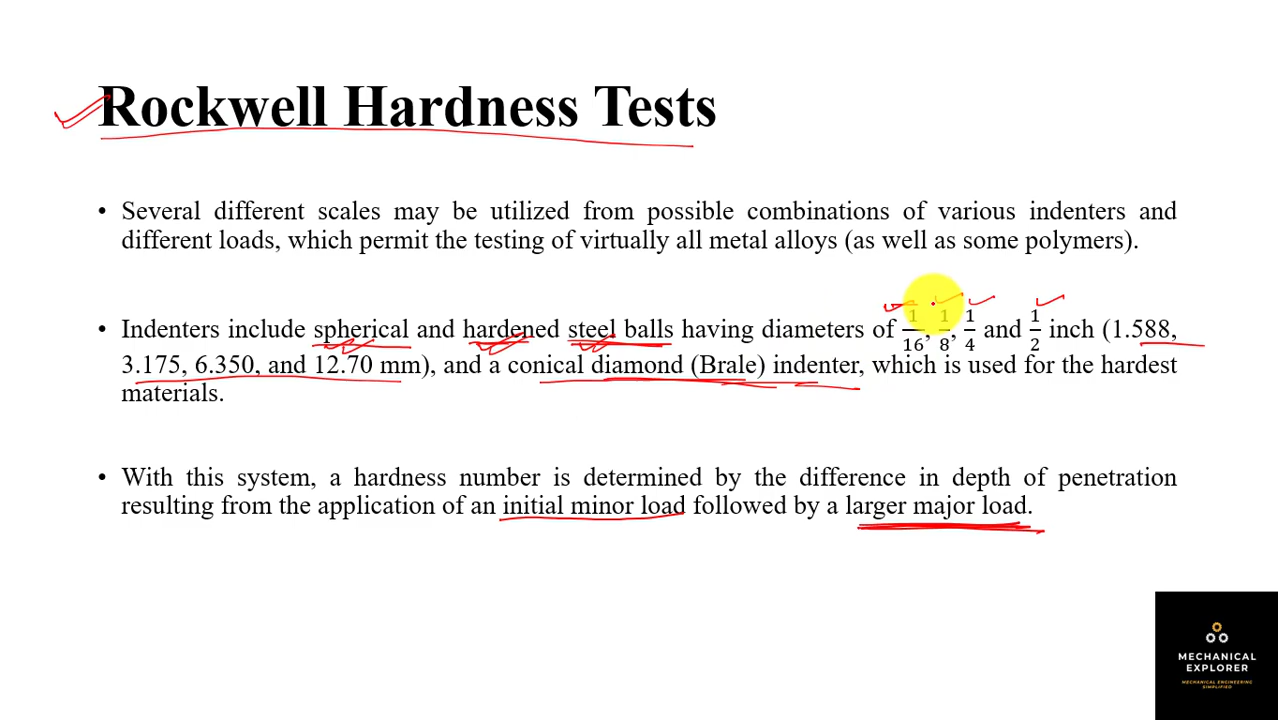 Rockwell Hardness Tests
• Several different scales may be utilized from possible combinations of various indenters and
different loads, which permit the testing of virtually all metal alloys (as well as some polymers).
• Indenters include spherical and hardened steel balls having diameters of 1/16, 1/8, 1/4 and 1/2 inch (1.588,
3.175, 6.350, and 12.70 mm), and a conical diamond (Brale) indenter, which is used for the hardest
materials.
• With this system, a hardness number is determined by the difference in depth of penetration
resulting from the application of an initial minor load followed by a larger major load.
MECHANICAL
EXPLORER
MECHANICAL ENGINEERING
SIMPLIFIED